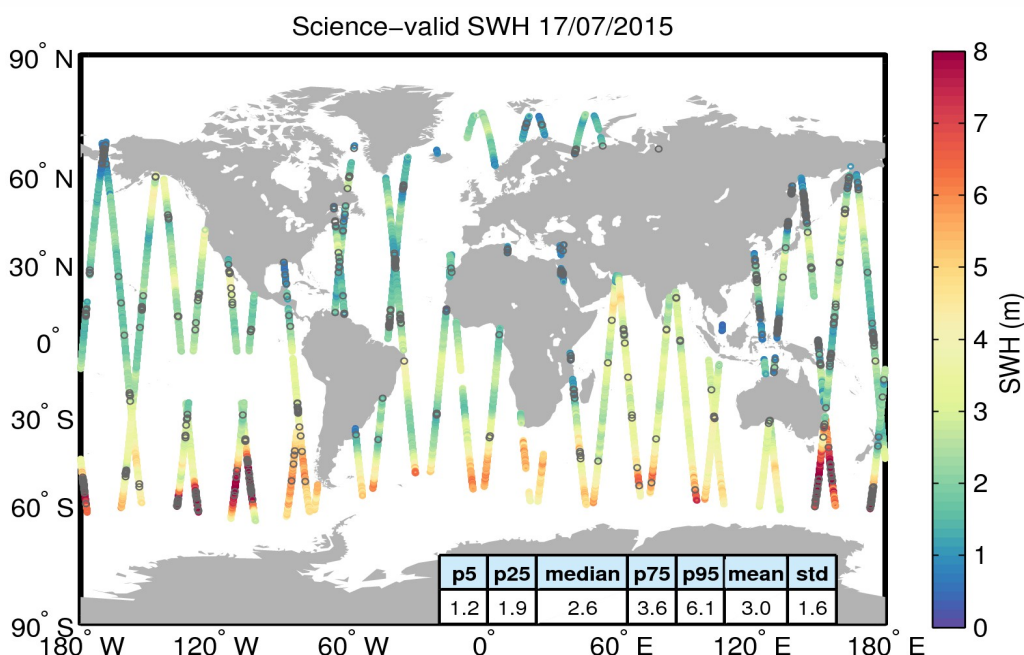 Science−valid SWH 17/07/2015
90° N
60° N
30° N
0°
30° S
60° S
90° S
180° W
120° W
60° W
0°
60° E
120° E
180° E
p5 p25 median p75 p95 mean std
1.2 1.9 2.6 3.6 6.1 3.0 1.6
8
7
6
5
4
3
2
1
0
SWH (m)